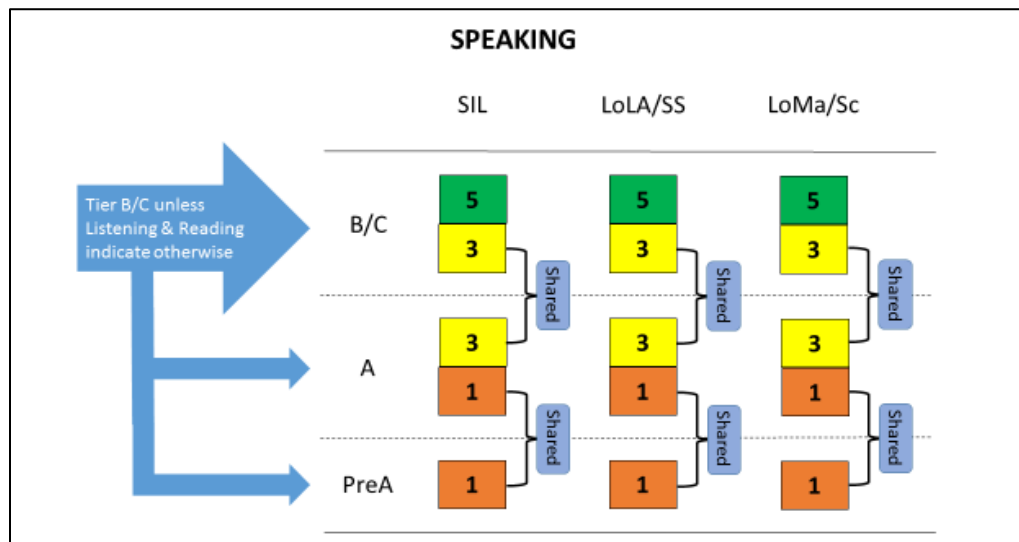 SPEAKING
SIL LoLA/SS LoMa/Sc
Tier B/C unless
Listening & Reading
indicate otherwise
B/C
5 5 5
3 3 3
Shared Shared Shared
A
3 3 3
1 1 1
Shared Shared Shared
PreA
1 1 1